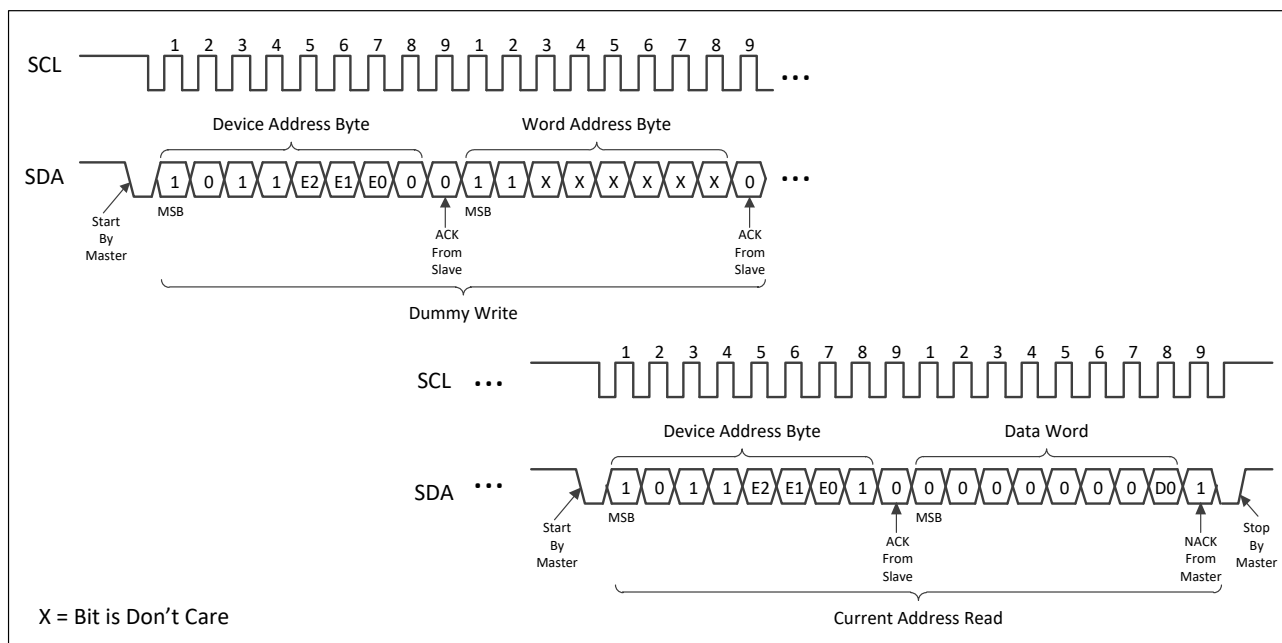 1 2 3 4 5 6 7 8 9 1 2 3 4 5 6 7 8 9
SCL
...
Device Address Byte Word Address Byte
SDA
1 0 1 1 E2 E1 E0 0 0 1 1 X X X X X X 0
...
MSB MSB
Start
By
Master
ACK
From
Slave
ACK
From
Slave
Dummy Write
1 2 3 4 5 6 7 8 9 1 2 3 4 5 6 7 8 9
SCL ...
Device Address Byte Data Word
SDA ...
1 0 1 1 E2 E1 E0 1 0 0 0 0 0 0 0 0 D0 1
MSB MSB
Start
By
Master
ACK
From
Slave
NACK
From
Master
Stop
By
Master
X = Bit is Don't Care
Current Address Read